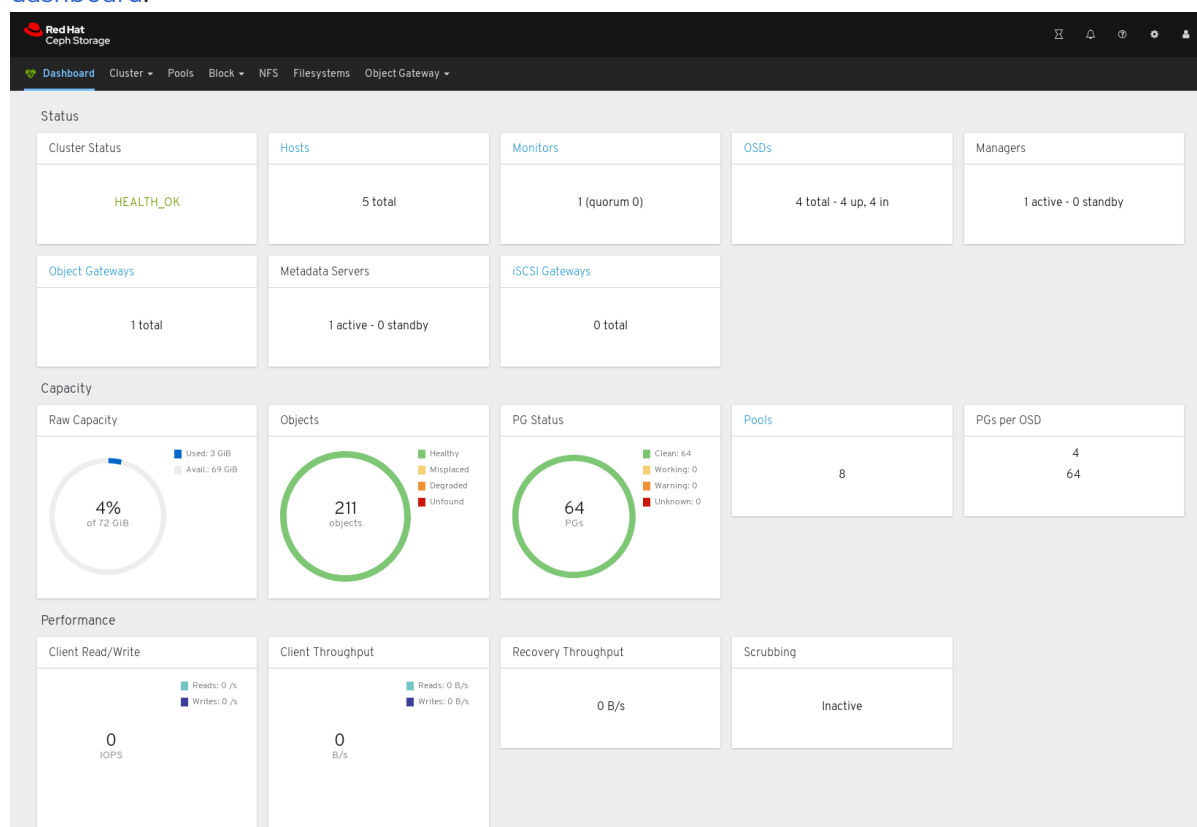 dashboard.
Red Hat
Ceph Storage
Dashboard Cluster Pools Block NFS Filesystems Object Gateway
Status
Cluster Status
HEALTH_OK
Hosts
5 total
Monitors
1 (quorum 0)
OSDs
4 total - 4 up, 4 in
Managers
1 active - 0 standby
Object Gateways
1 total
Metadata Servers
1 active - 0 standby
iSCSI Gateways
0 total
Capacity
Raw Capacity
Used: 3 GiB
Avail.: 69 GiB
4%
of 72 GiB
Objects
Healthy
Misplaced
Degraded
Unfound
211
objects
PG Status
Clean: 64
Working: 0
Warning: 0
Unknown: 0
64
PGs
Pools
8
PGs per OSD
4
64
Performance
Client Read/Write
Reads: 0 /s
Writes: 0 /s
0
IOPS
Client Throughput
Reads: 0 B/s
Writes: 0 B/s
0
B/s
Recovery Throughput
0 B/s
Scrubbing
Inactive